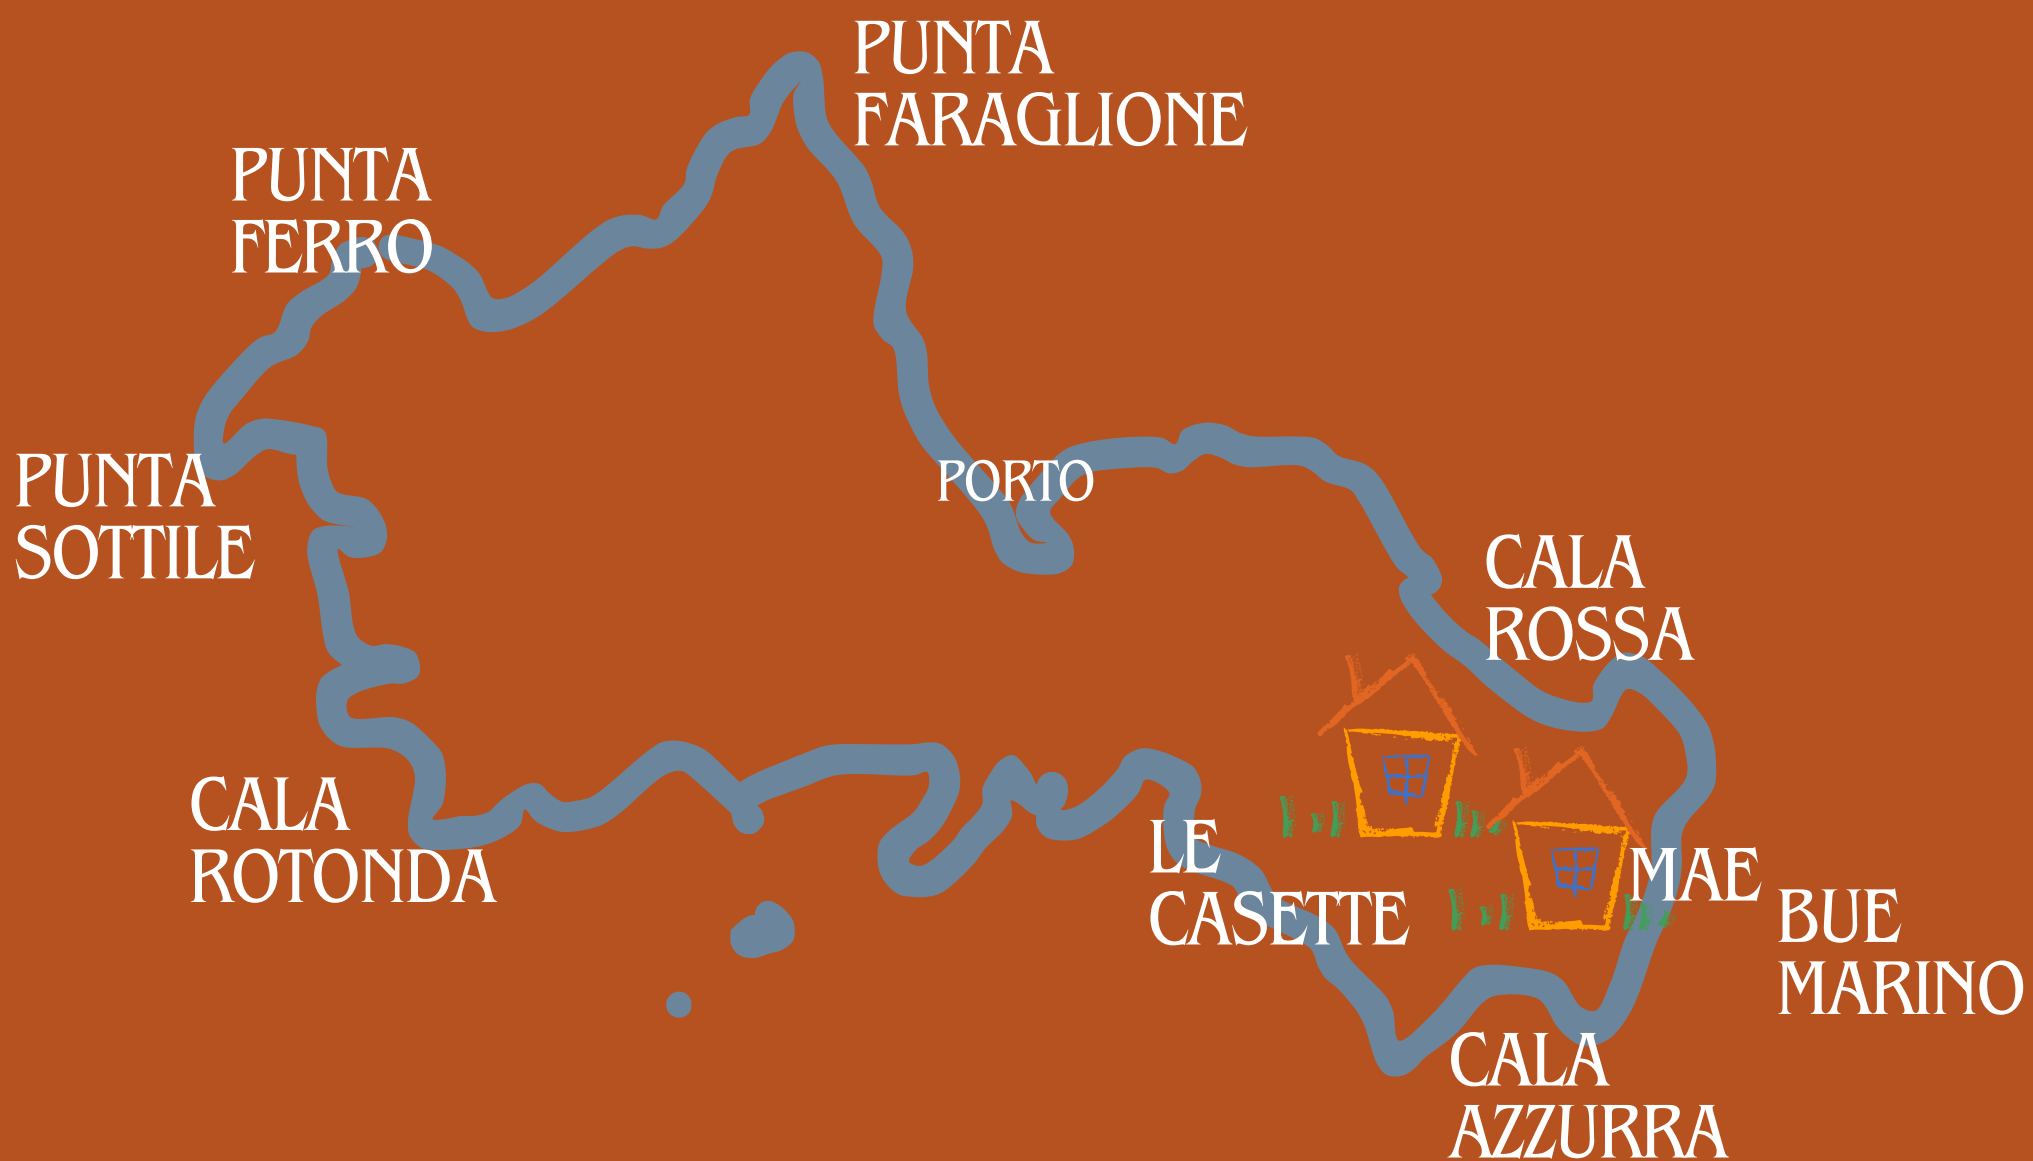 PUNTA
FARAGLIONE
PUNTA
FERRO
PUNTA
SOTTILE
PORTO
CALA
ROSSA
CALA
ROTONDA
LE
CASETTE
MAE
BUE
MARINO
CALA
AZZURRA